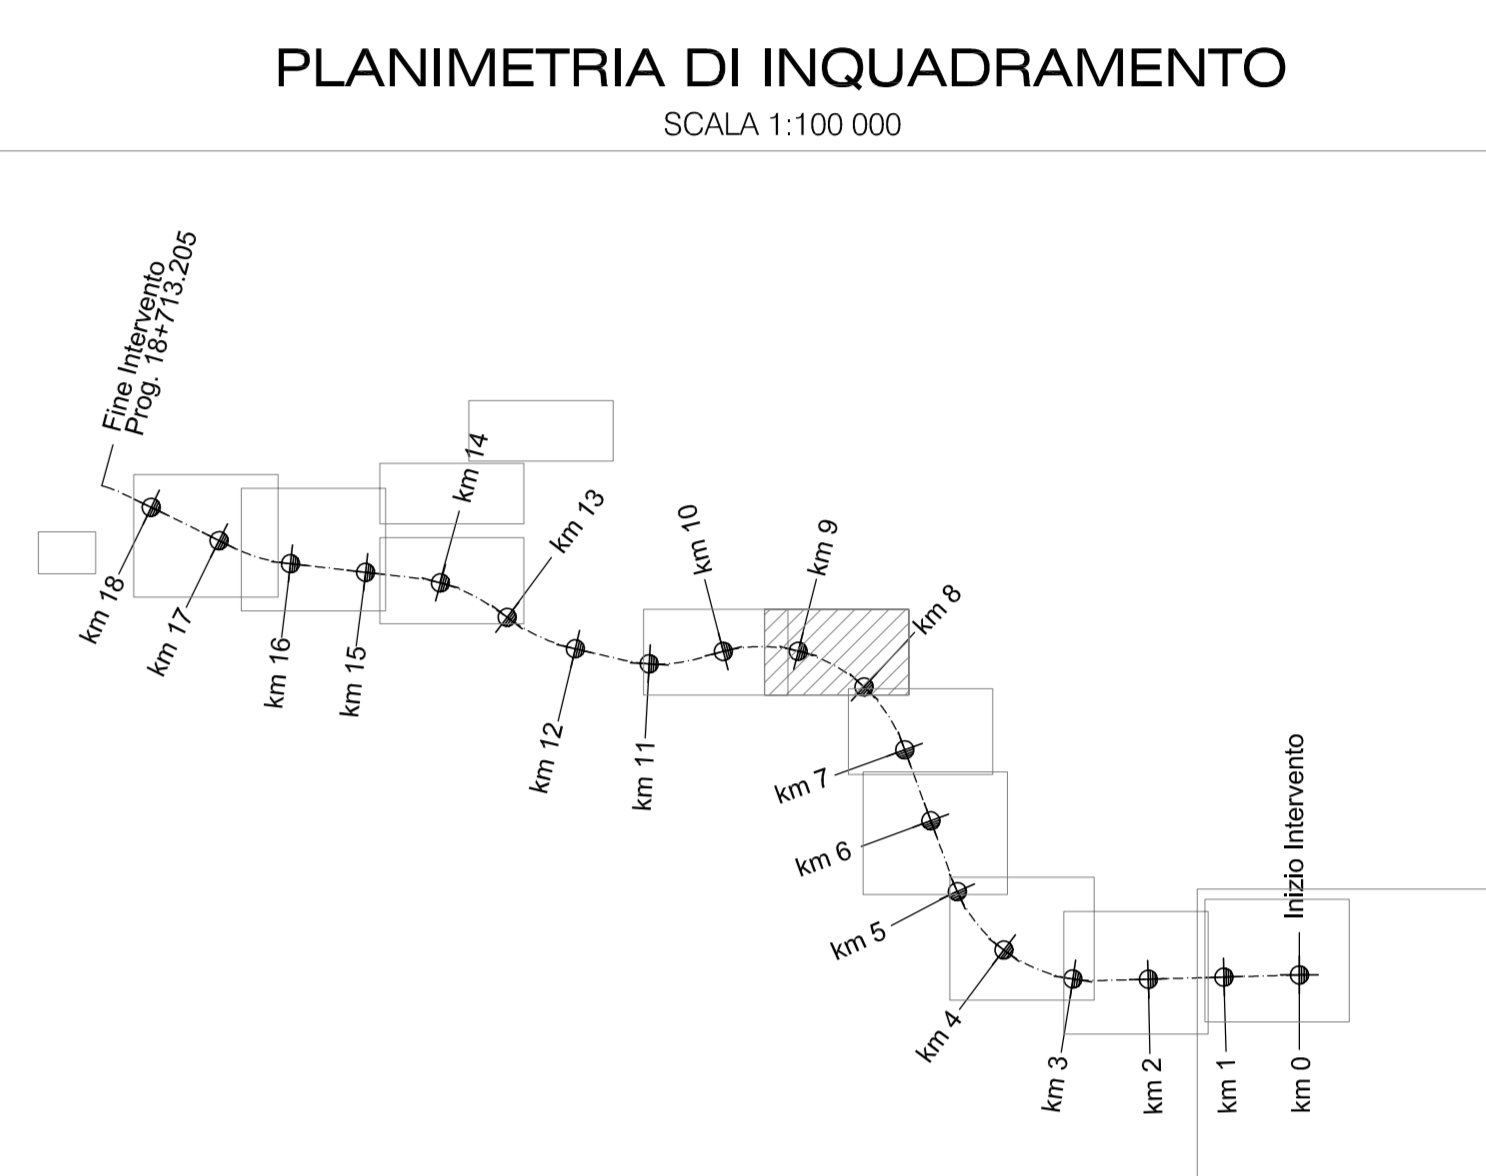 PLANIMETRIA DI INQUADRAMENTO
SCALA 1:100 000
Fine Intervento
Prog. 18+713.205
km 18
km 17
km 16
km 15
km 14
km 13
km 12
km 11
km 10
km 9
km 8
km 7
km 6
km 5
km 4
km 3
km 2
km 1
km 0
Inizio Intervento